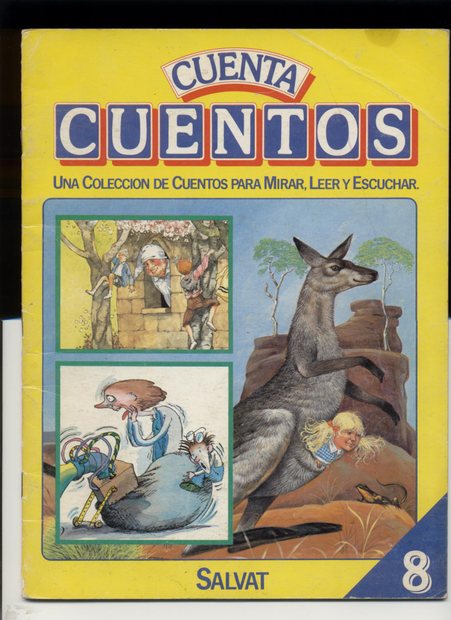 CUENTA
CUENTOS
UNA COLECCION DE CUENTOS PARA MIRAR, LEER Y ESCUCHAR.
SALVAT
8